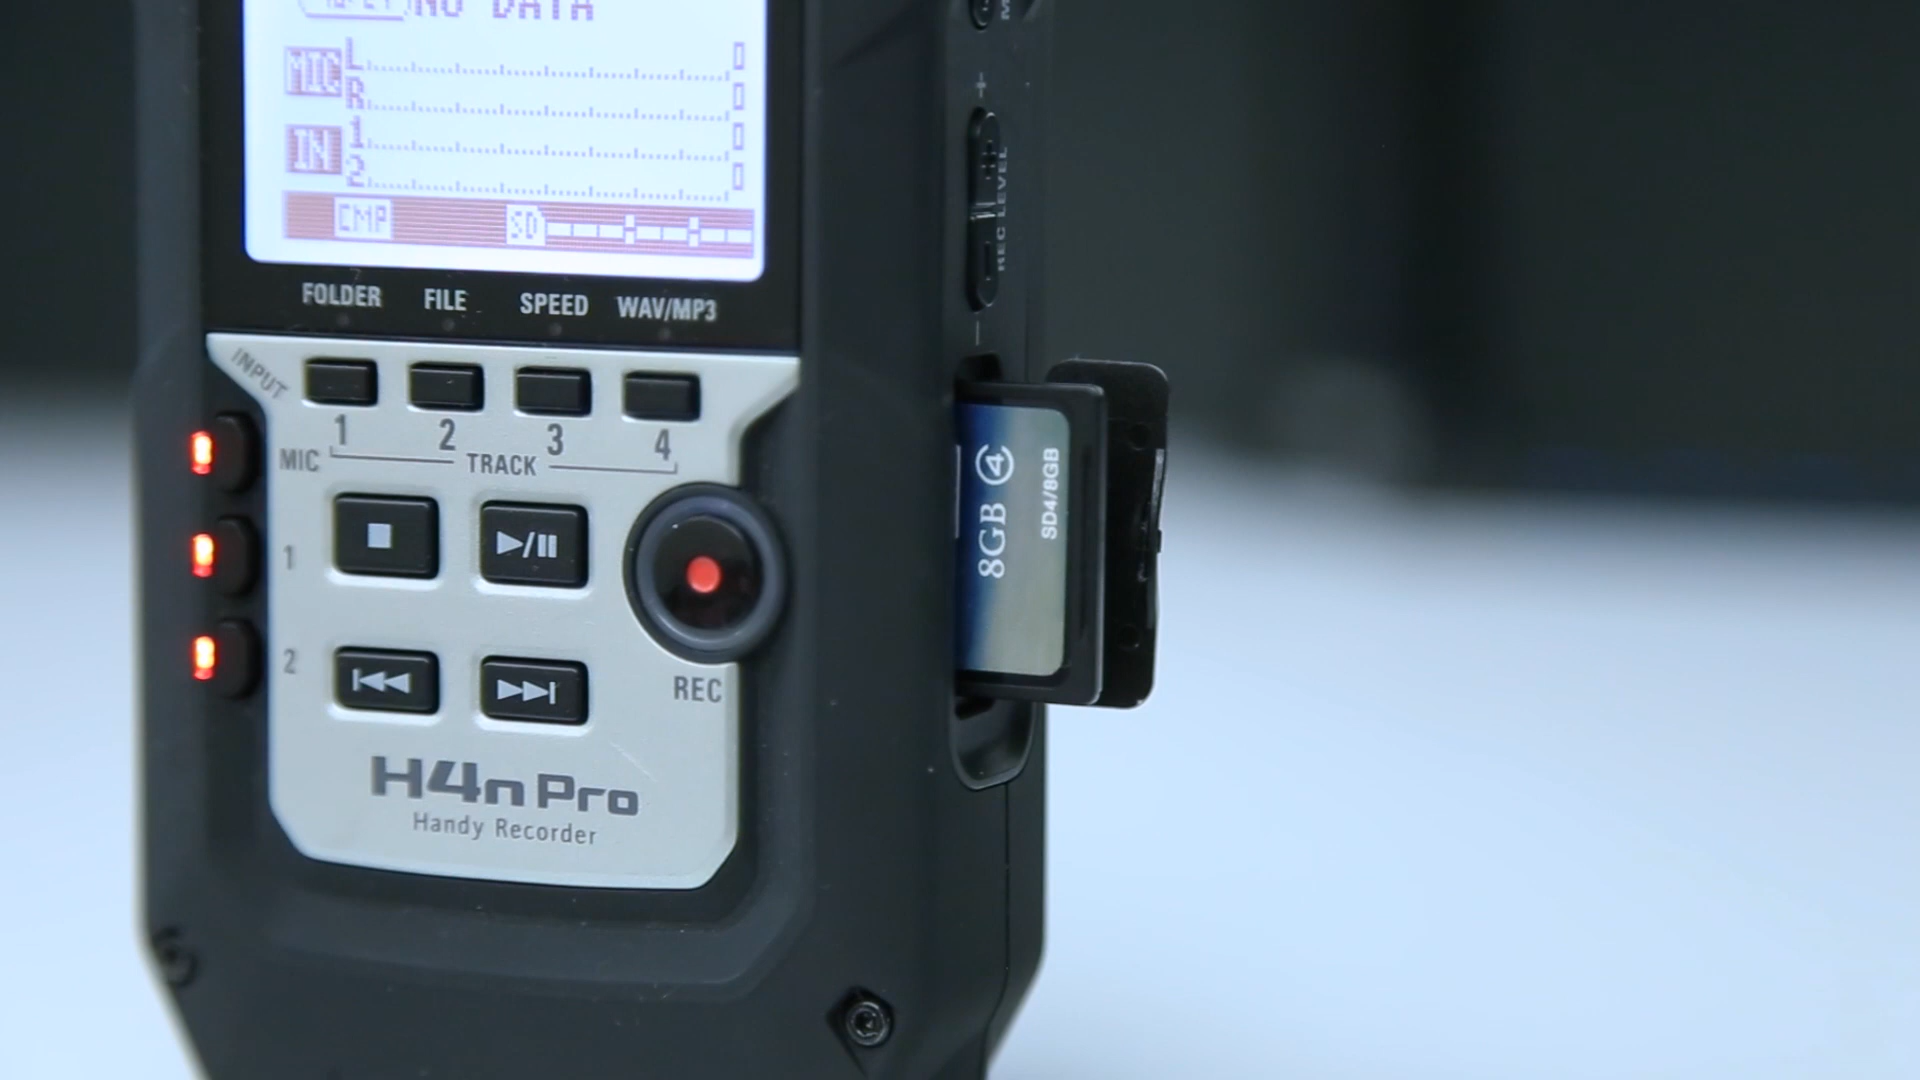 NO DATA
MIC
L
R
IN
1
2
CMP
SD
FOLDER FILE SPEED WAV/MP3
INPUT
1 2 3 4
TRACK
MIC
1
2
REC
H4n Pro
Handy Recorder
+
REC LEVEL
−
8GB 4
SD4/8GB